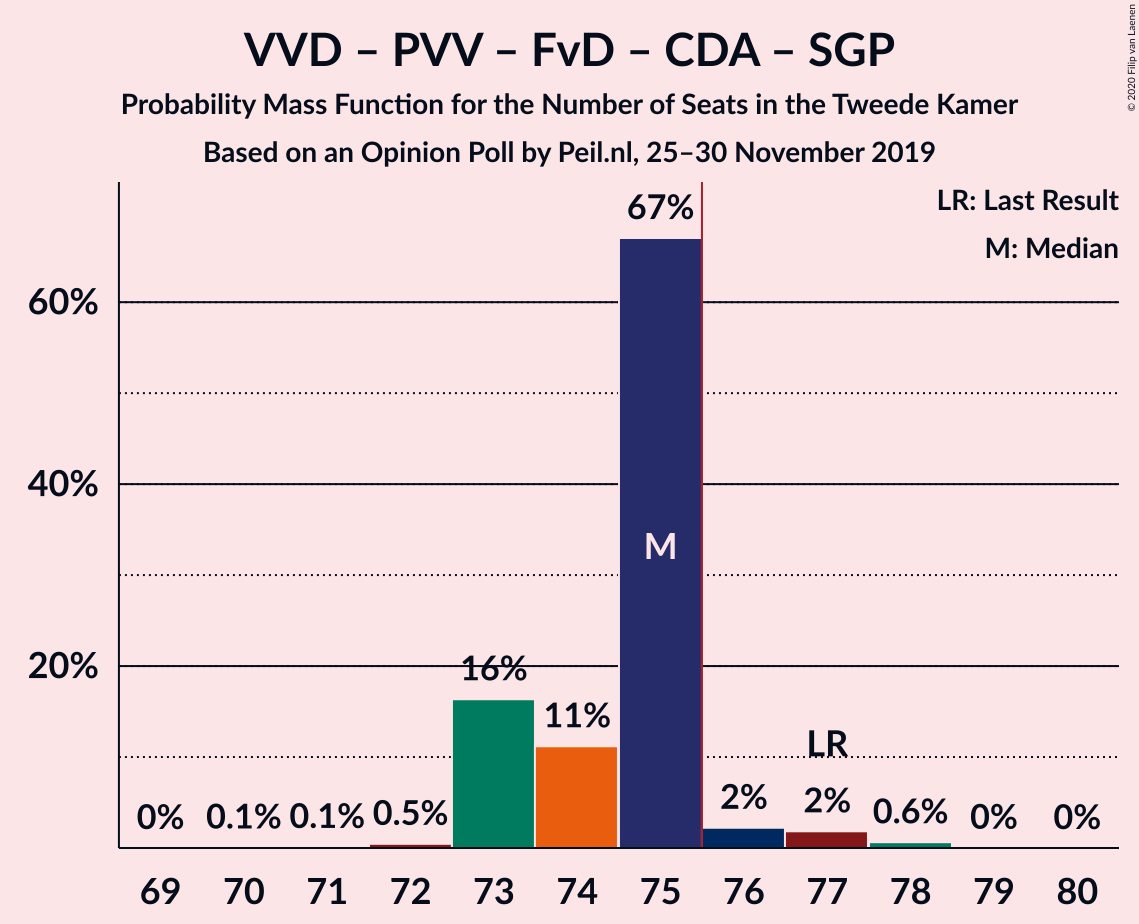 VVD – PVV – FvD – CDA – SGP
Probability Mass Function for the Number of Seats in the Tweede Kamer
Based on an Opinion Poll by Peil.nl, 25–30 November 2019
© 2020 Filip van Laenen
LR: Last Result
M: Median
60%
40%
20%
0%
0.1%
0.1%
0.5%
16%
11%
67%
M
2%
LR
2%
0.6%
0%
0%
69 70 71 72 73 74 75 76 77 78 79 80